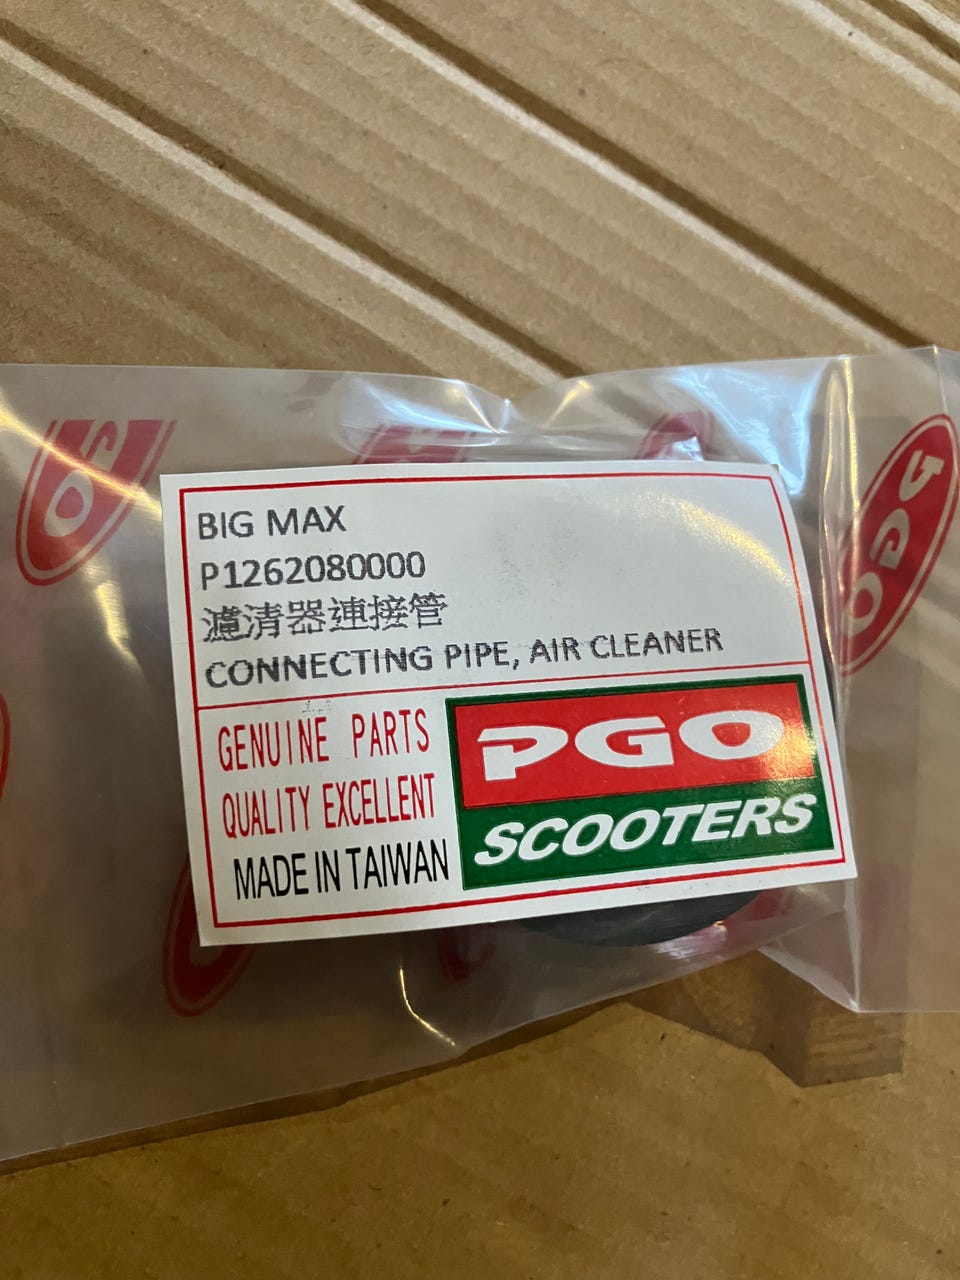 BIG MAX
P1262080000
濾清器連接管
CONNECTING PIPE, AIR CLEANER
GENUINE PARTS
QUALITY EXCELLENT
MADE IN TAIWAN
PGO
SCOOTERS
PGO